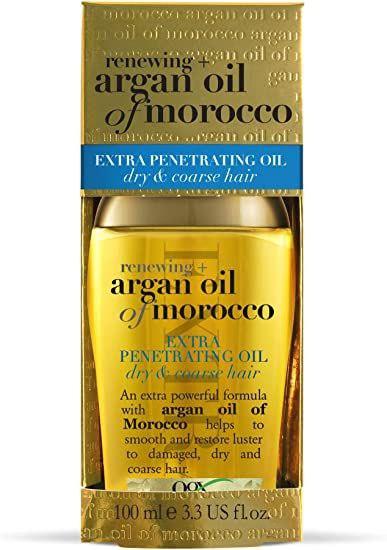 renewing +
argan oil
of morocco
EXTRA PENETRATING OIL
dry & coarse hair
renewing +
argan oil
of morocco
EXTRA
PENETRATING OIL
dry & coarse hair
An extra powerful formula
with argan oil of
Morocco helps to
smooth and restore luster
to damaged, dry and
coarse hair.
100 ml e 3.3 US fl.oz.